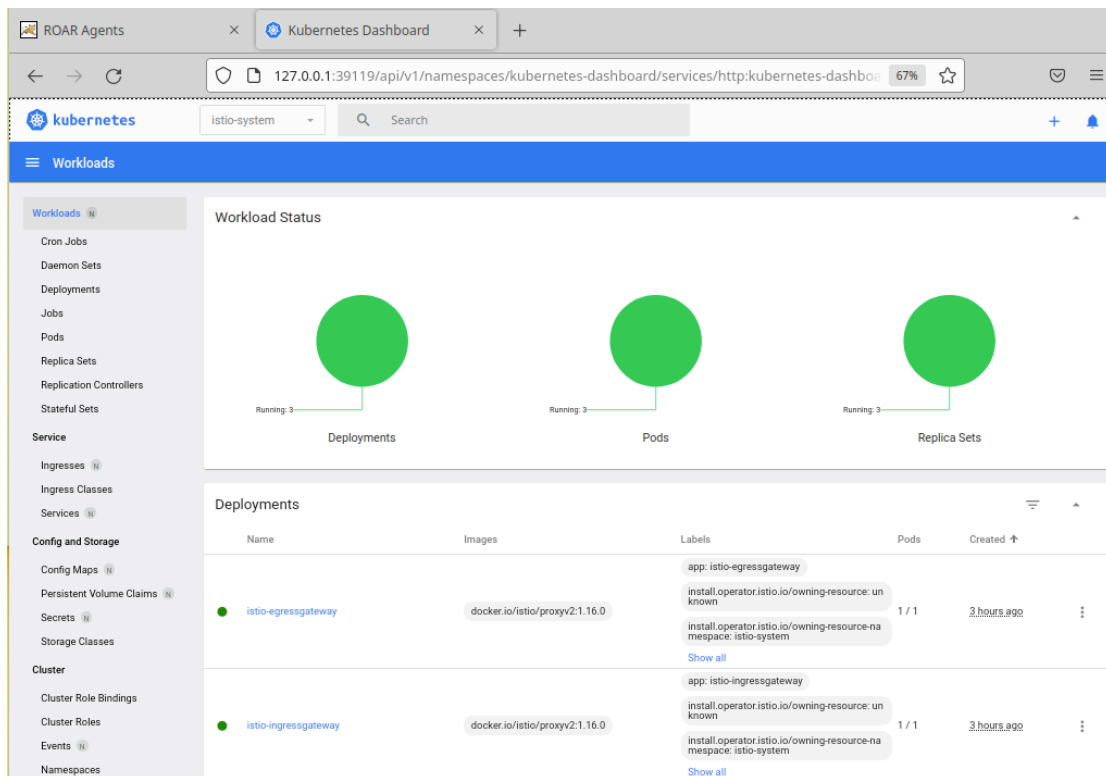 ROAR Agents
Kubernetes Dashboard
127.0.0.1:39119/api/v1/namespaces/kubernetes-dashboard/services/http:kubernetes-dashboa
67%
kubernetes
istio-system
Search
Workloads
Workloads N
Cron Jobs
Daemon Sets
Deployments
Jobs
Pods
Replica Sets
Replication Controllers
Stateful Sets
Service
Ingresses N
Ingress Classes
Services N
Config and Storage
Config Maps N
Persistent Volume Claims N
Secrets N
Storage Classes
Cluster
Cluster Role Bindings
Cluster Roles
Events N
Namespaces
Workload Status
Running: 3
Deployments
Running: 3
Pods
Running: 3
Replica Sets
Deployments
Name Images Labels Pods Created
istio-egressgateway
docker.io/istio/proxyv2:1.16.0
app: istio-egressgateway
install.operator.istio.io/owning-resource: un
known
install.operator.istio.io/owning-resource-na
mespace: istio-system
Show all
1 / 1
3 hours ago
istio-ingressgateway
docker.io/istio/proxyv2:1.16.0
app: istio-ingressgateway
install.operator.istio.io/owning-resource: un
known
install.operator.istio.io/owning-resource-na
mespace: istio-system
Show all
1 / 1
3 hours ago